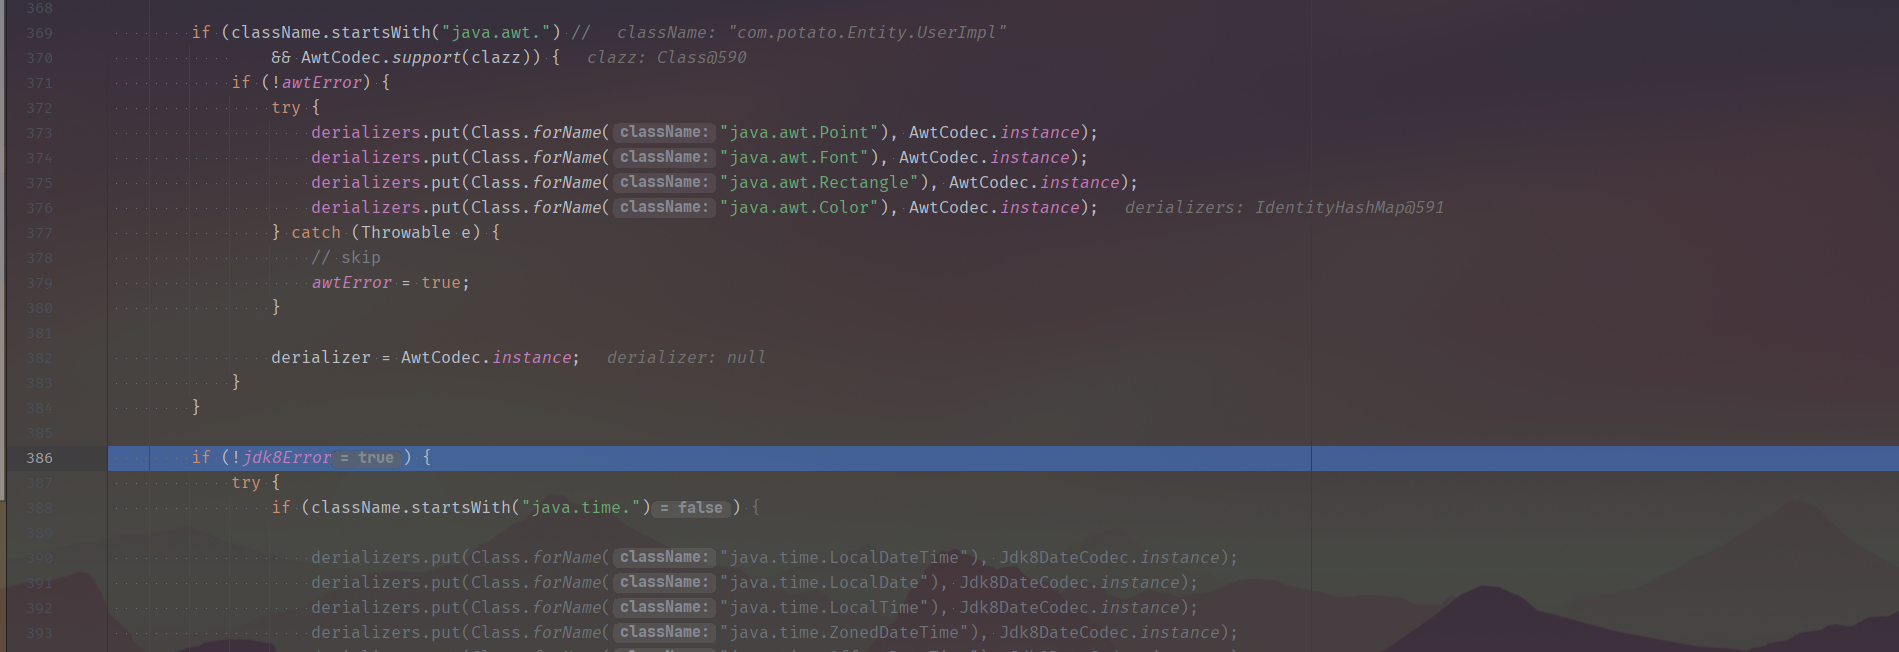 368
369 if (className.startsWith("java.awt.") // className: "com.potato.Entity.UserImpl"
370 && AwtCodec.support(clazz)) { clazz: Class@590
371 if (!awtError) {
372 try {
373 derializers.put(Class.forName( className: "java.awt.Point"), AwtCodec.instance);
374 derializers.put(Class.forName( className: "java.awt.Font"), AwtCodec.instance);
375 derializers.put(Class.forName( className: "java.awt.Rectangle"), AwtCodec.instance);
376 derializers.put(Class.forName( className: "java.awt.Color"), AwtCodec.instance); derializers: IdentityHashMap@591
377 } catch (Throwable e) {
378 // skip
379 awtError = true;
380 }
381
382 derializer = AwtCodec.instance; derializer: null
383 }
384 }
385
386 if (!jdk8Error = true ) {
387 try {
388 if (className.startsWith("java.time.") = false ) {
389
390 derializers.put(Class.forName( className: "java.time.LocalDateTime"), Jdk8DateCodec.instance);
391 derializers.put(Class.forName( className: "java.time.LocalDate"), Jdk8DateCodec.instance);
392 derializers.put(Class.forName( className: "java.time.LocalTime"), Jdk8DateCodec.instance);
393 derializers.put(Class.forName( className: "java.time.ZonedDateTime"), Jdk8DateCodec.instance);